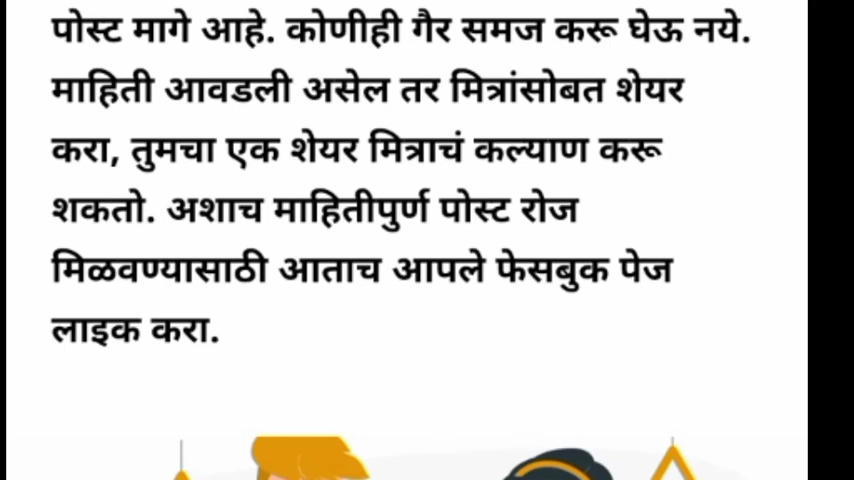 पोस्ट मागे आहे. कोणीही गैर समज करू घेऊ नये.
माहिती आवडली असेल तर मित्रांसोबत शेयर
करा, तुमचा एक शेयर मित्राचं कल्याण करू
शकतो. अशाच माहितीपुर्ण पोस्ट रोज
मिळवण्यासाठी आताच आपले फेसबुक पेज
लाइक करा.